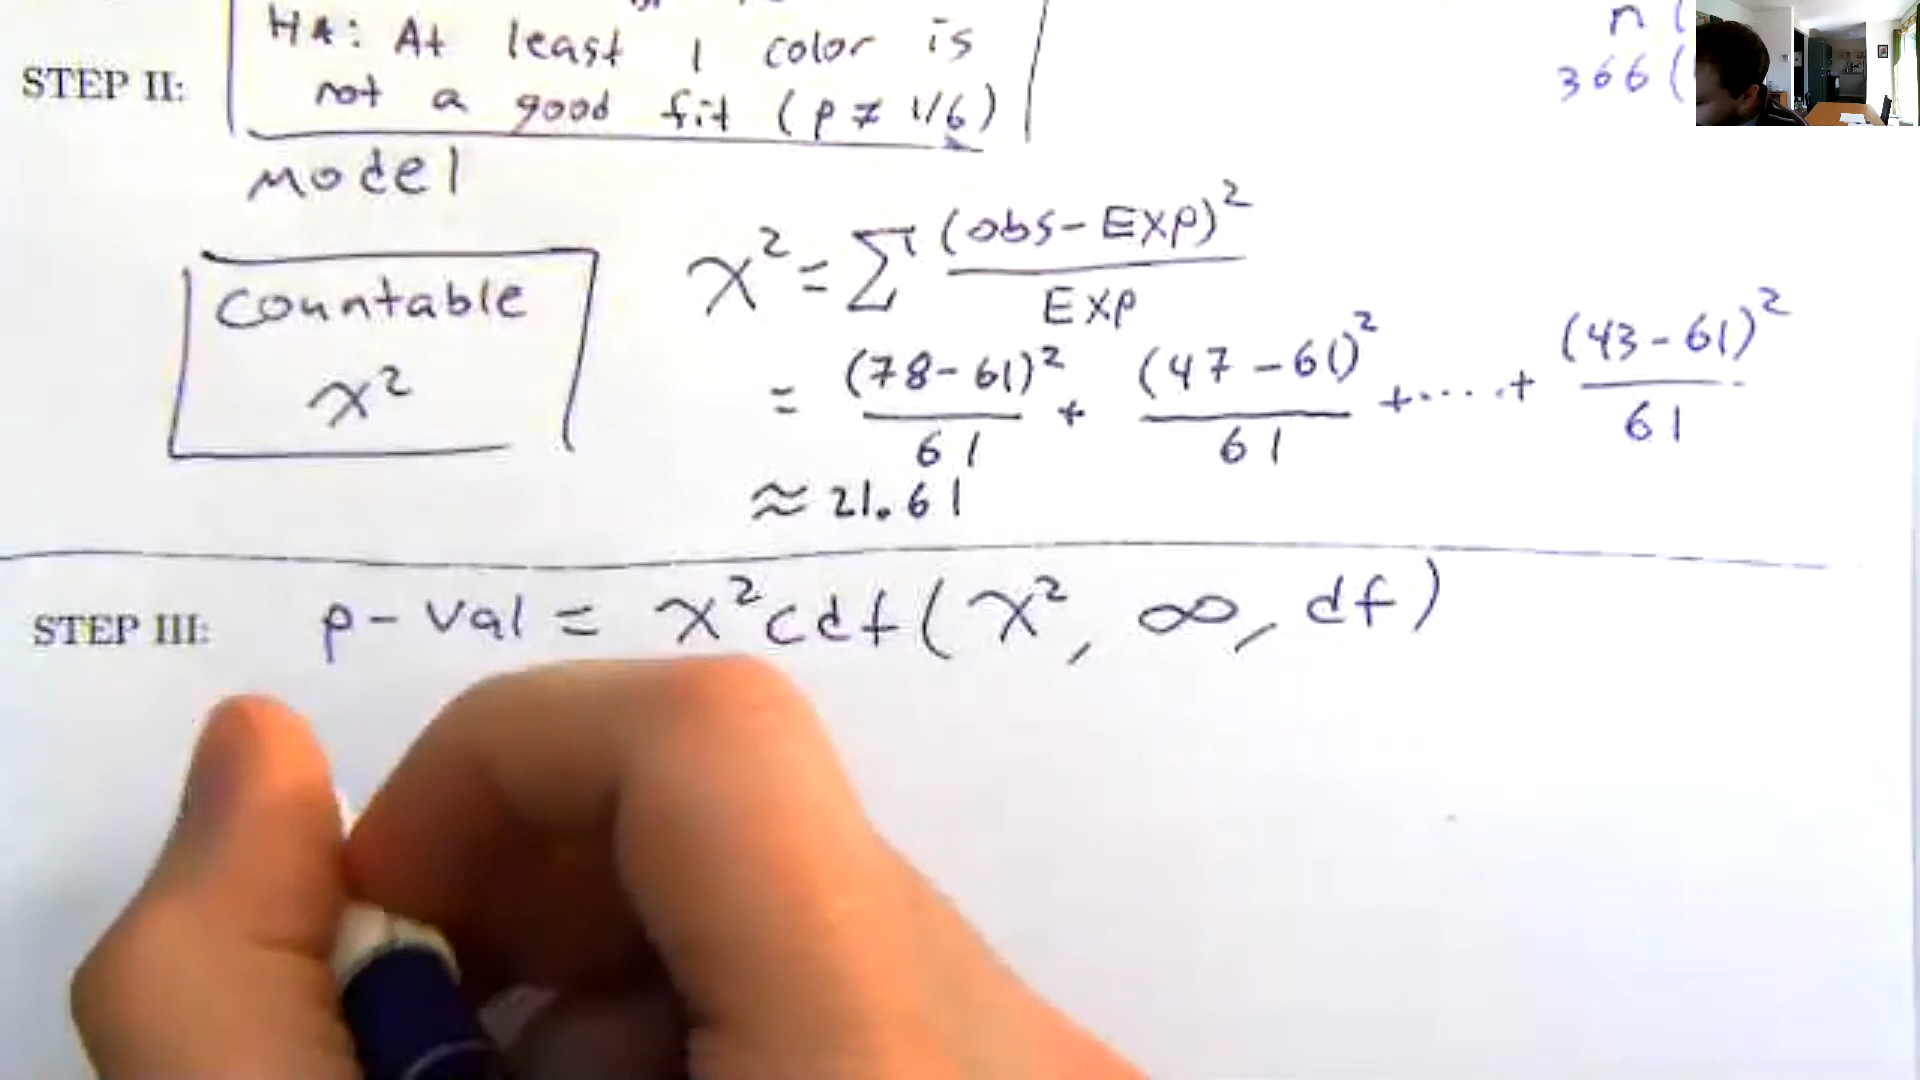 HA: At least 1 color is
STEP II: not a good fit (p ≠ 1/6)
n (
366(
Model
Countable
χ²
χ² = Σ (obs-Exp)² / Exp
= (78-61)² / 61 + (47-61)² / 61 +.....+ (43-61)² / 61
≈ 21.61
STEP III: p-val = χ²cdf(χ², ∞, df)